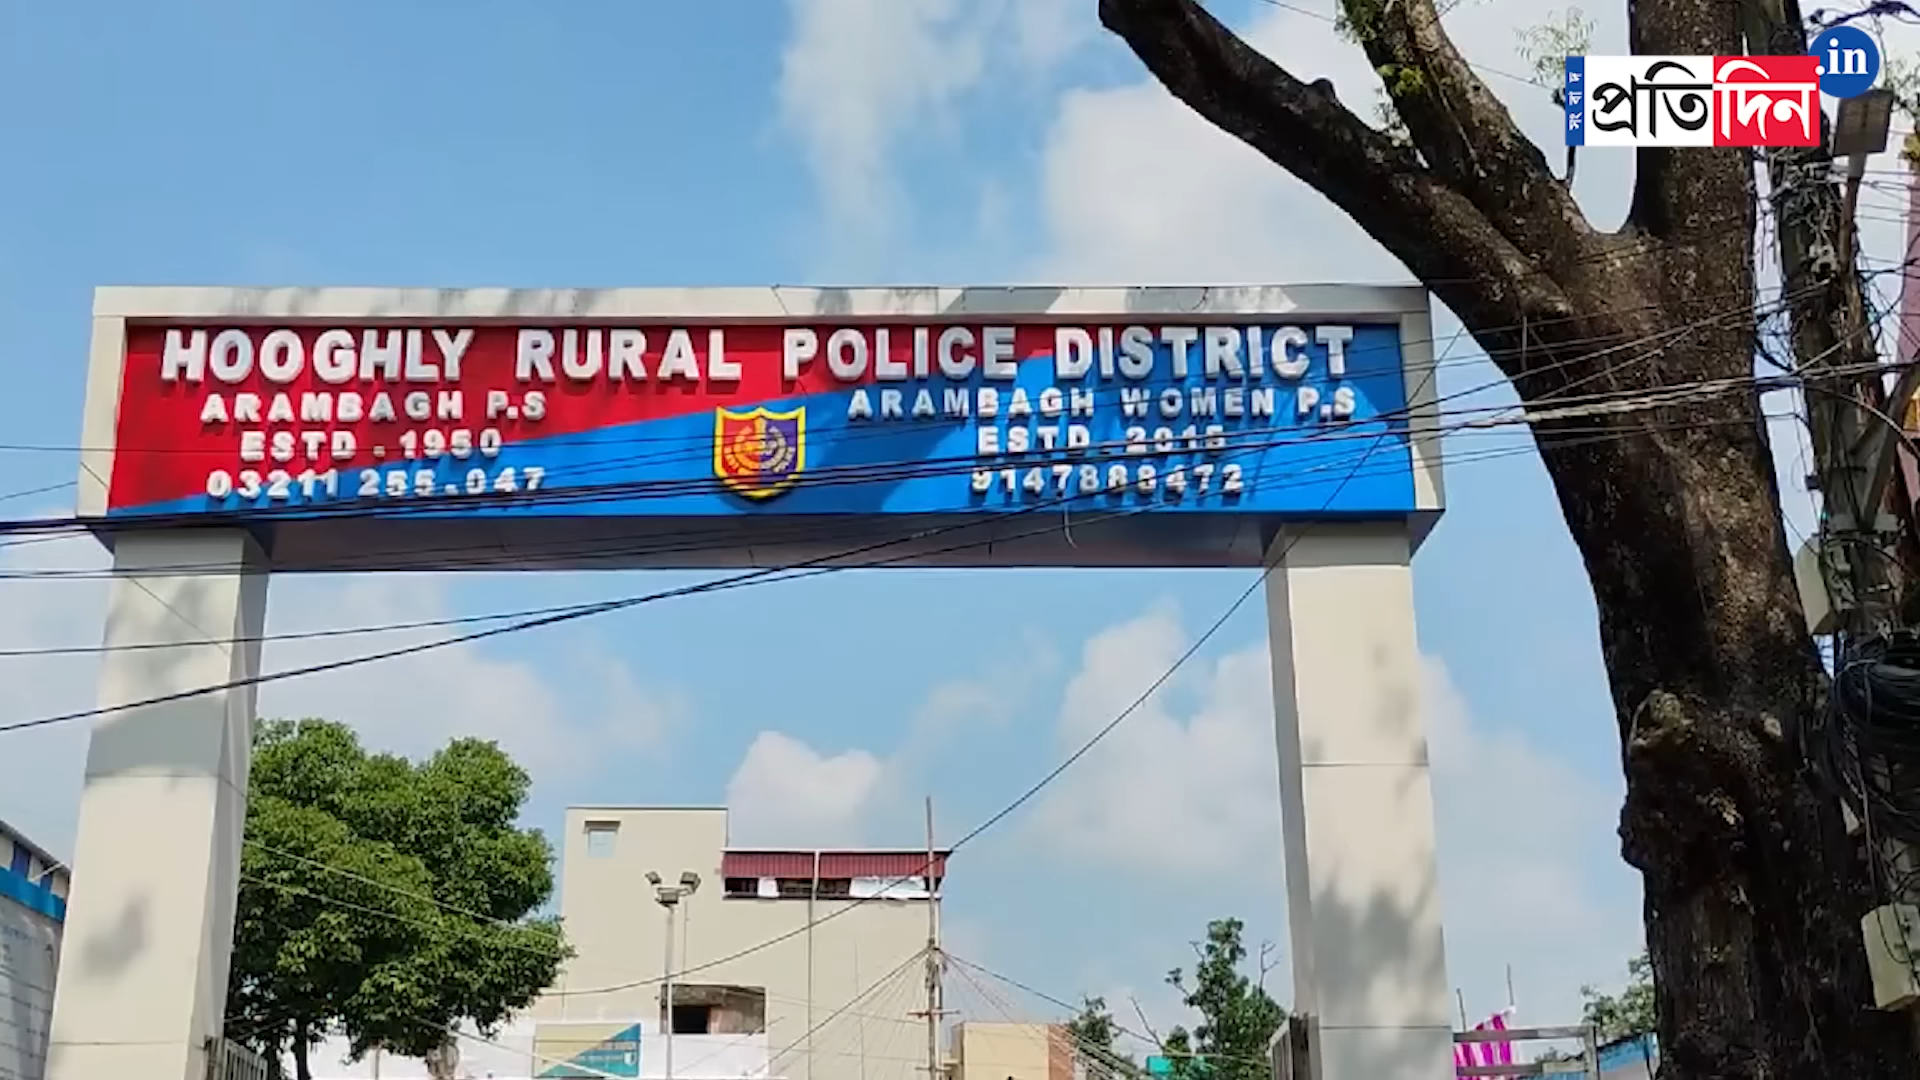 HOOGHLY RURAL POLICE DISTRICT
ARAMBAGH P.S
ESTD . 1950
03211 255.047
ARAMBAGH WOMEN P.S
ESTD. 2015
9147888472
সংবাদ প্রতিদিন .in